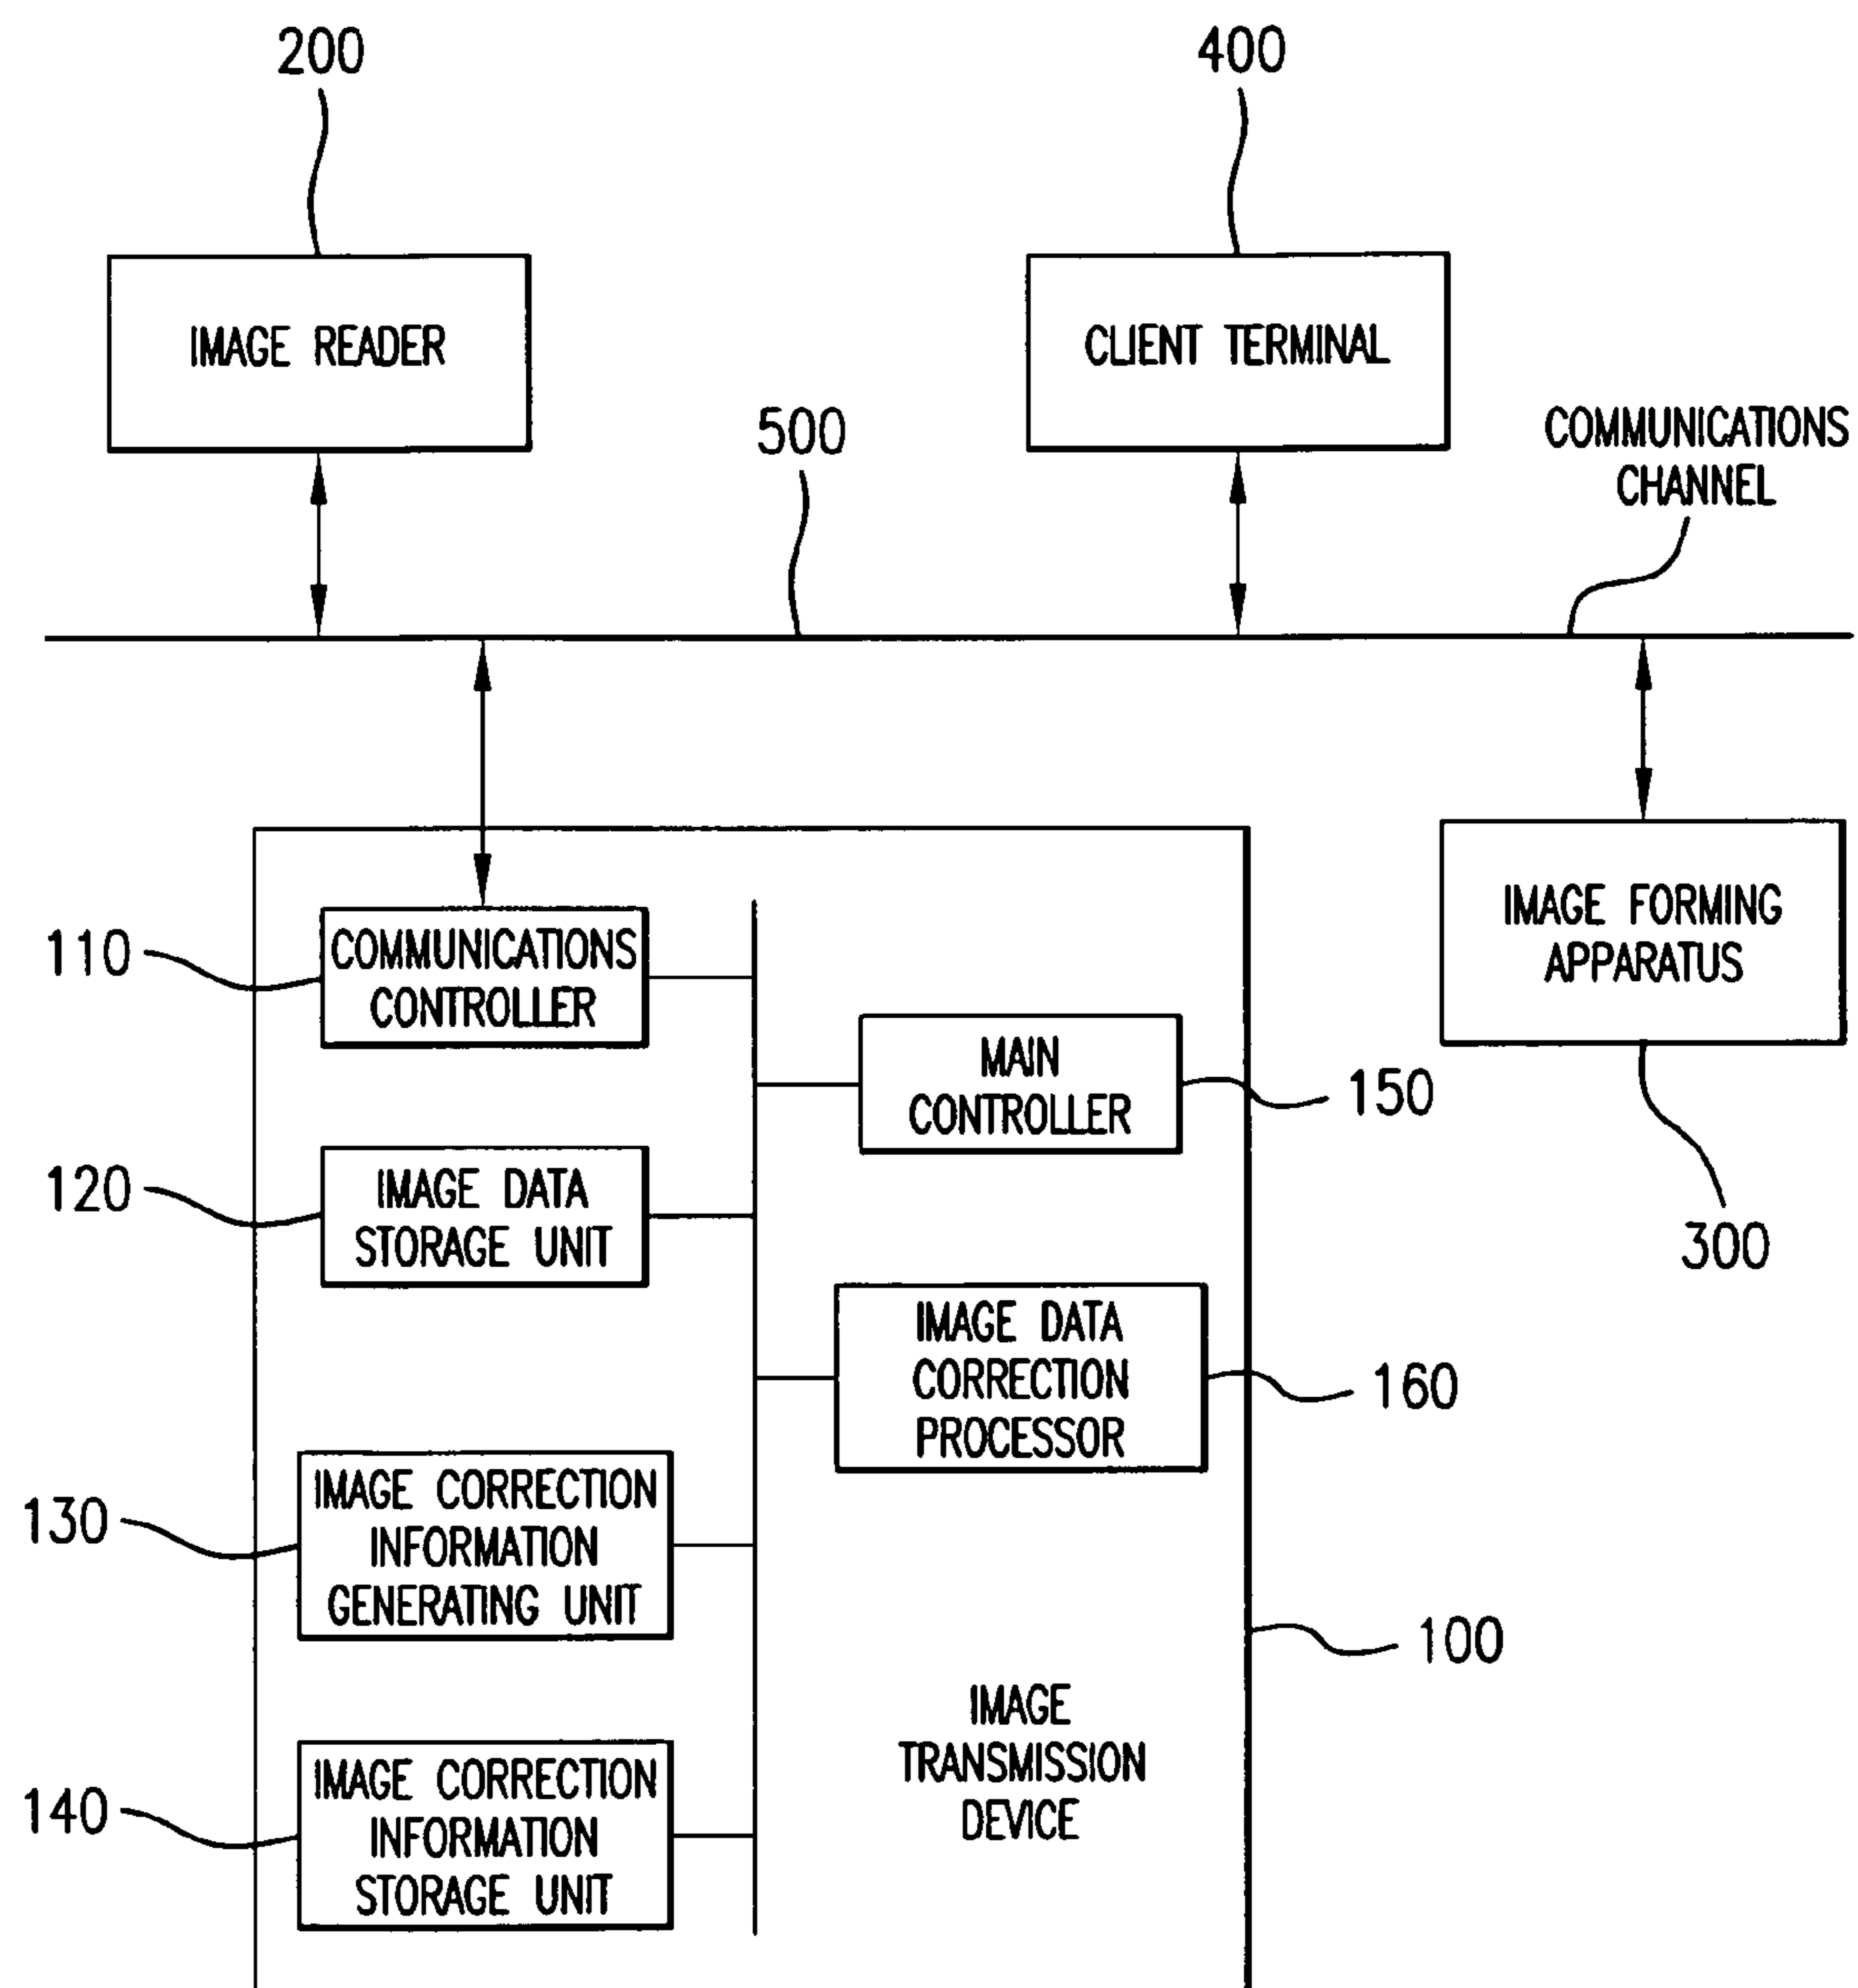 200
400
IMAGE READER
CLIENT TERMINAL
500
COMMUNICATIONS
CHANNEL
110
COMMUNICATIONS
CONTROLLER
IMAGE FORMING
APPARATUS
MAIN
CONTROLLER
150
120
IMAGE DATA
STORAGE UNIT
300
IMAGE DATA
CORRECTION
PROCESSOR
160
130
IMAGE CORRECTION
INFORMATION
GENERATING UNIT
100
140
IMAGE CORRECTION
INFORMATION
STORAGE UNIT
IMAGE
TRANSMISSION
DEVICE